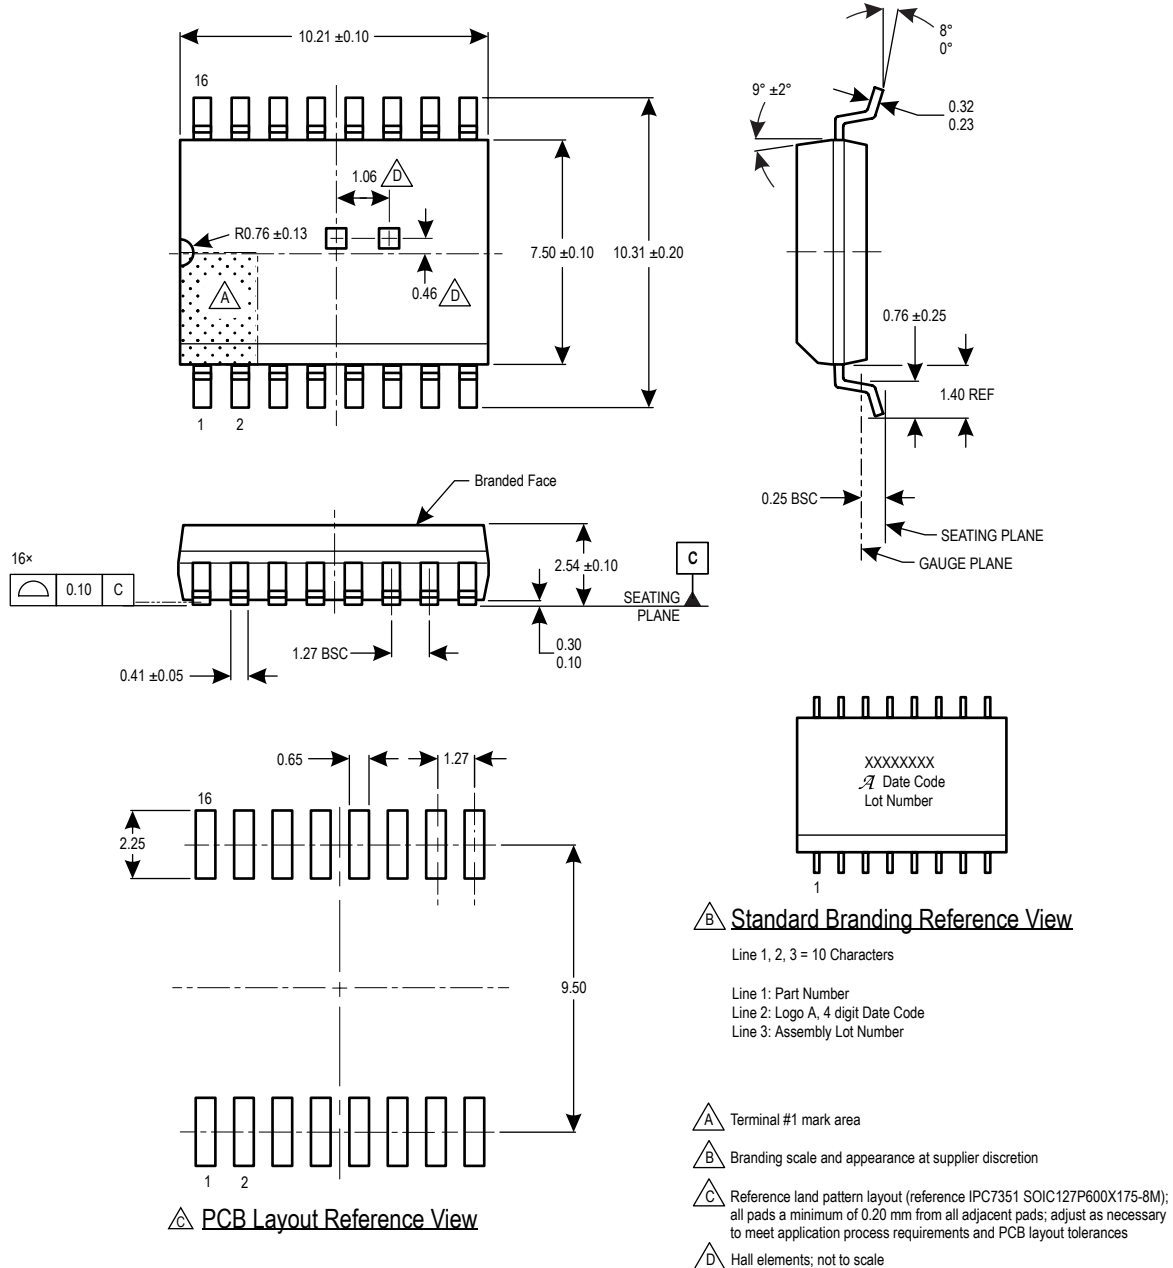 10.21 ±0.10
16
1.06
D
R0.76 ±0.13
7.50 ±0.10
10.31 ±0.20
A
0.46
D
1
2
8°
0°
9° ±2°
0.32
0.23
0.76 ±0.25
1.40 REF
0.25 BSC
SEATING PLANE
GAUGE PLANE
Branded Face
16×
0.10
C
2.54 ±0.10
C
SEATING
PLANE
1.27 BSC
0.30
0.10
0.41 ±0.05
0.65
1.27
16
2.25
9.50
1
2
C PCB Layout Reference View
XXXXXXXX
A Date Code
Lot Number
1
B Standard Branding Reference View
Line 1, 2, 3 = 10 Characters
Line 1: Part Number
Line 2: Logo A, 4 digit Date Code
Line 3: Assembly Lot Number
A Terminal #1 mark area
B Branding scale and appearance at supplier discretion
C Reference land pattern layout (reference IPC7351 SOIC127P600X175-8M);
all pads a minimum of 0.20 mm from all adjacent pads; adjust as necessary
to meet application process requirements and PCB layout tolerances
D Hall elements; not to scale